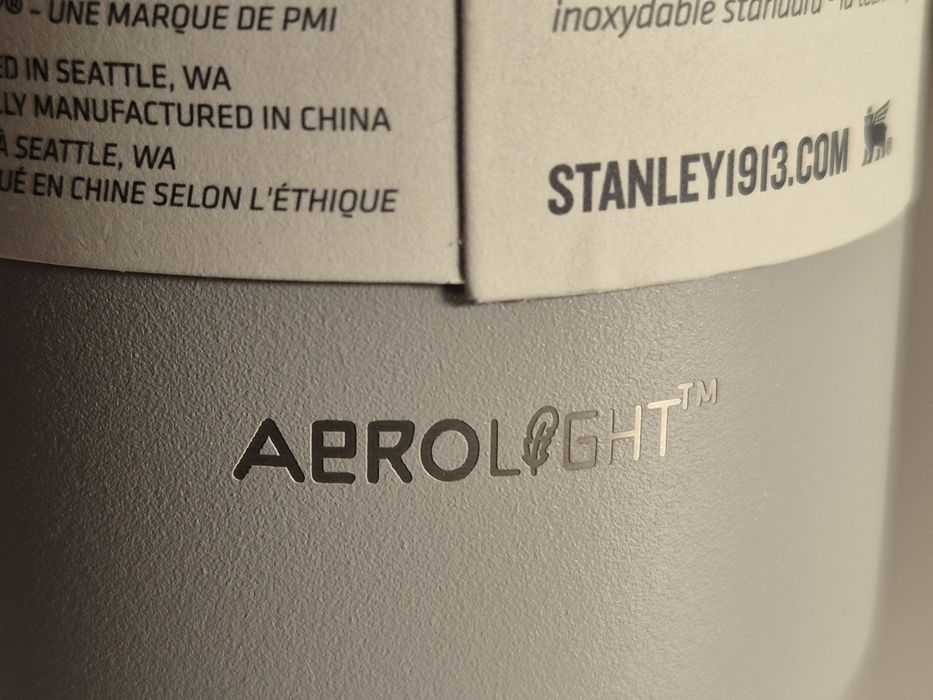 ® - UNE MARQUE DE PMI
ED IN SEATTLE, WA
LLY MANUFACTURED IN CHINA
À SEATTLE, WA
UÉ EN CHINE SELON L'ÉTHIQUE
inoxydable standard - la
STANLEY1913.COM
AEROLIGHT™